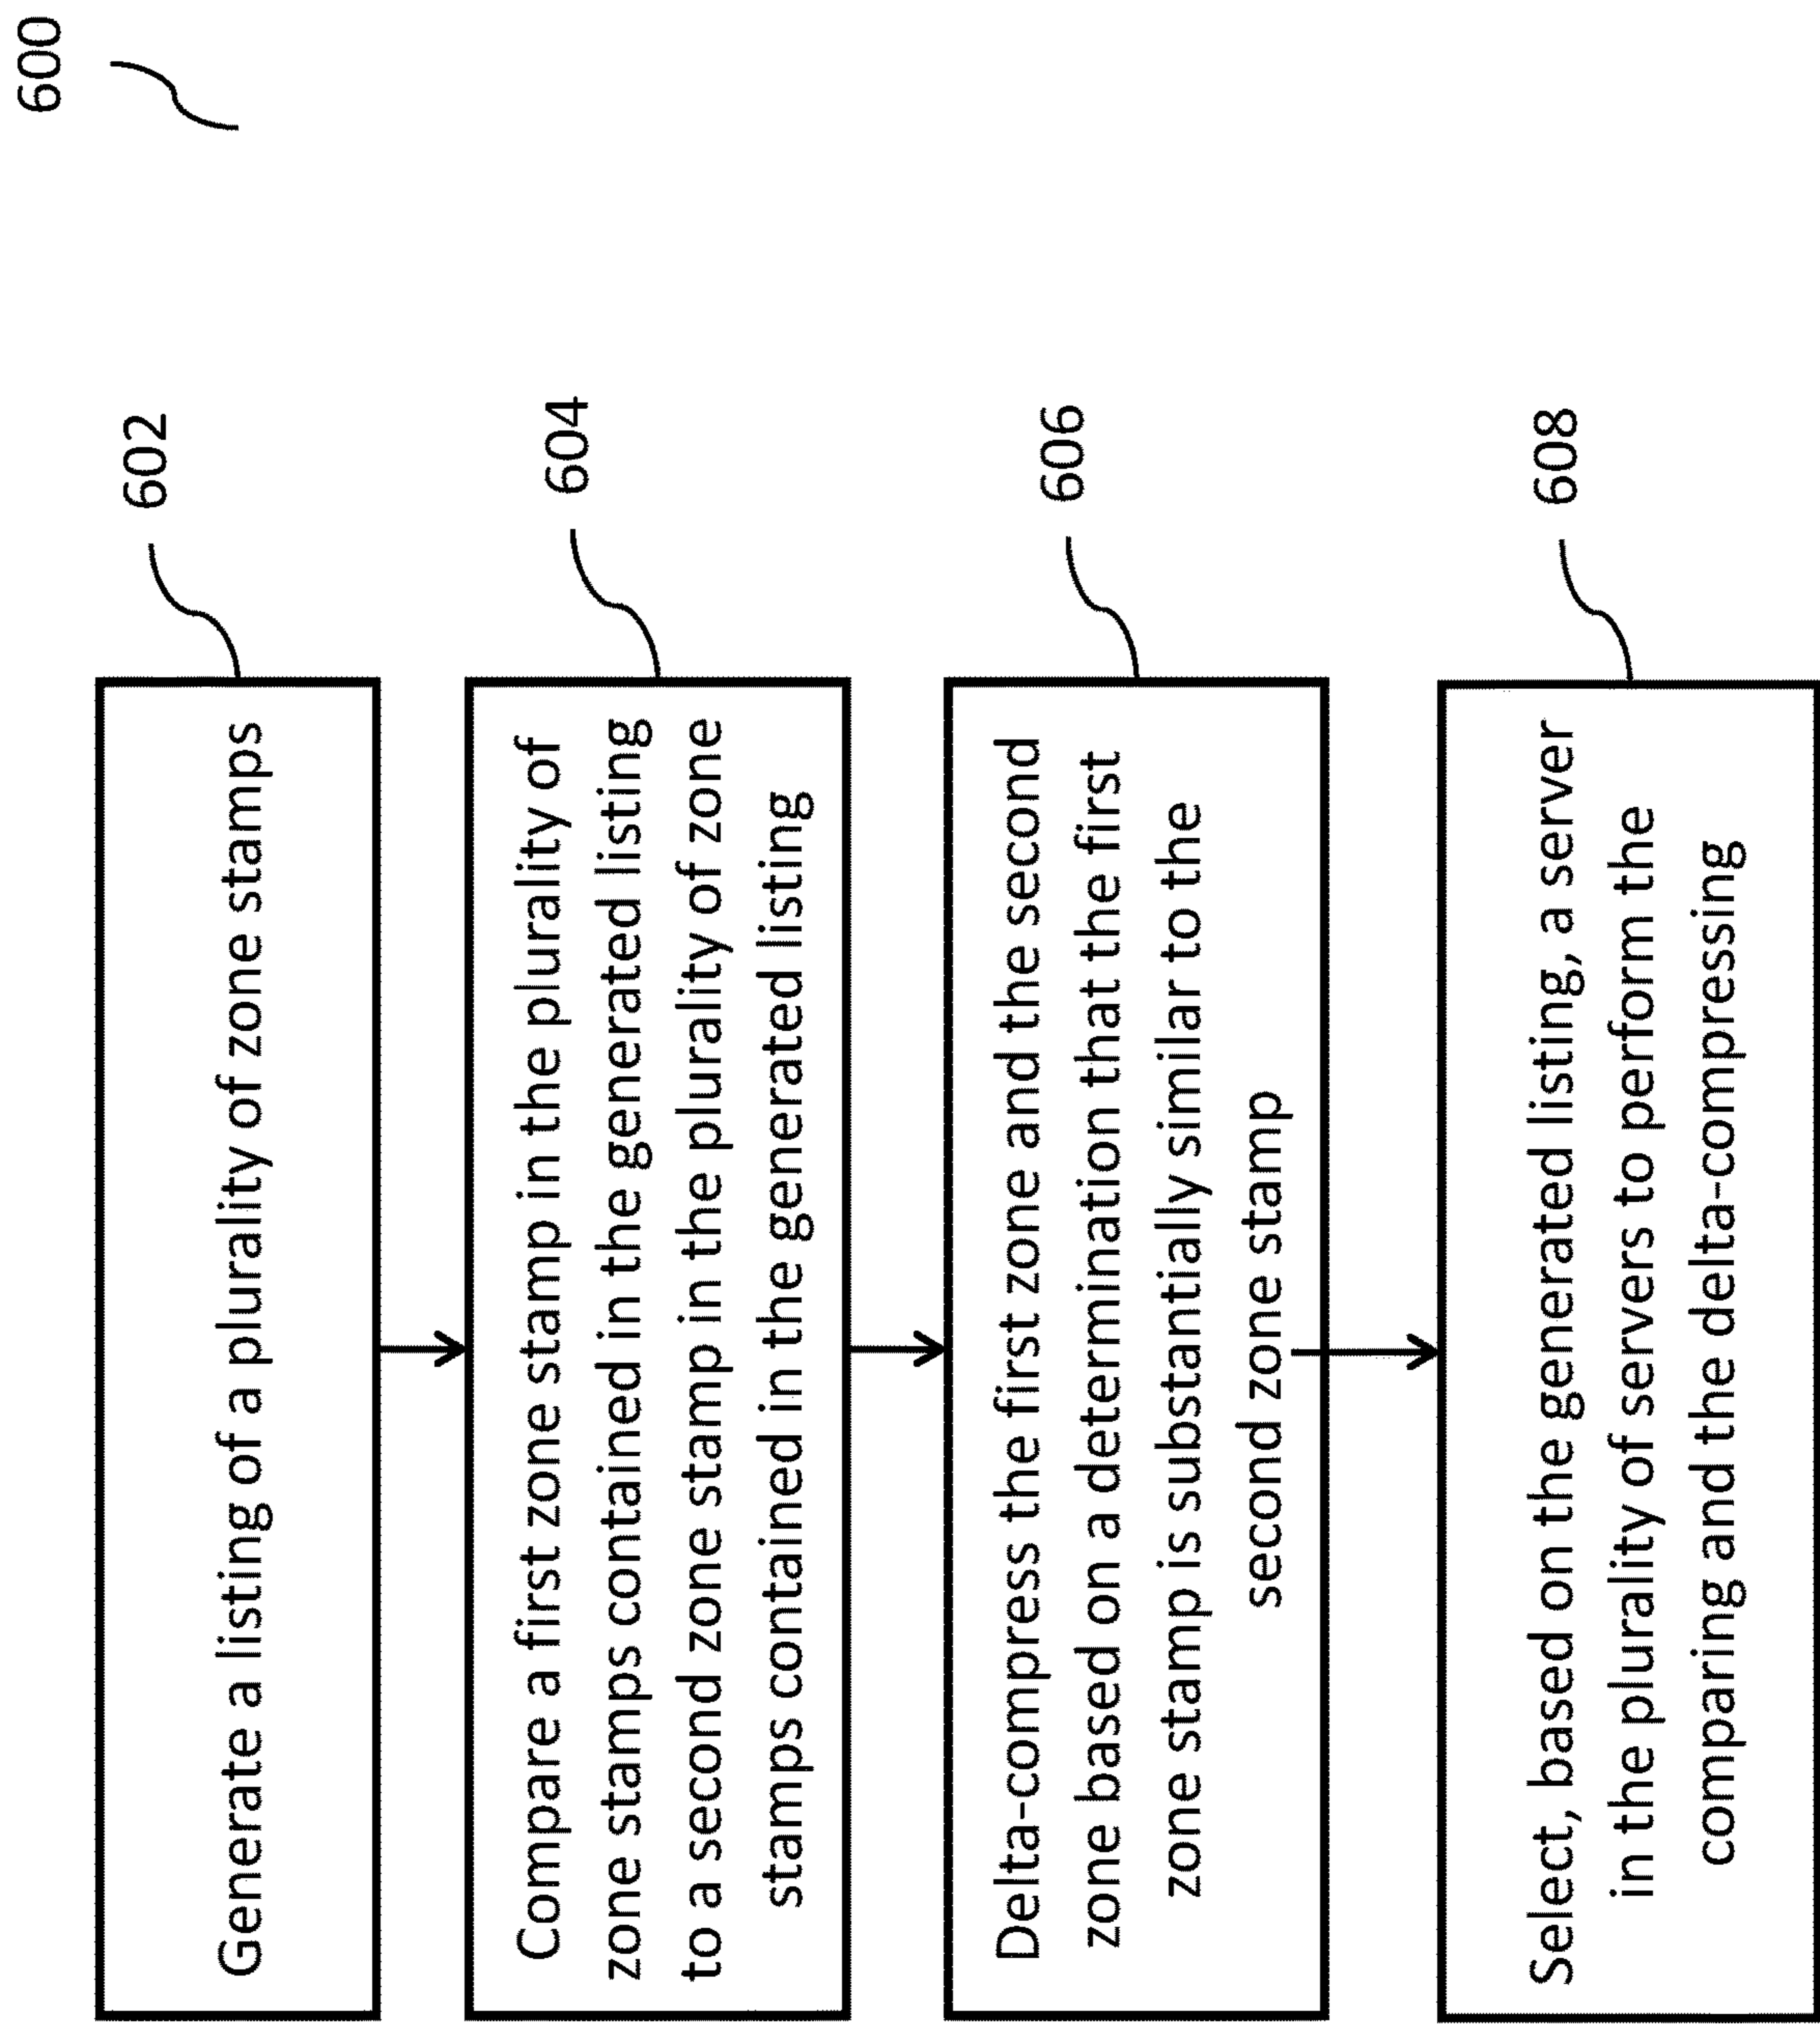 600
602
Generate a listing of a plurality of zone stamps
604
Compare a first zone stamp in the plurality of
zone stamps contained in the generated listing
to a second zone stamp in the plurality of zone
stamps contained in the generated listing
606
Delta-compress the first zone and the second
zone based on a determination that the first
zone stamp is substantially similar to the
second zone stamp
608
Select, based on the generated listing, a server
in the plurality of servers to perform the
comparing and the delta-compressing